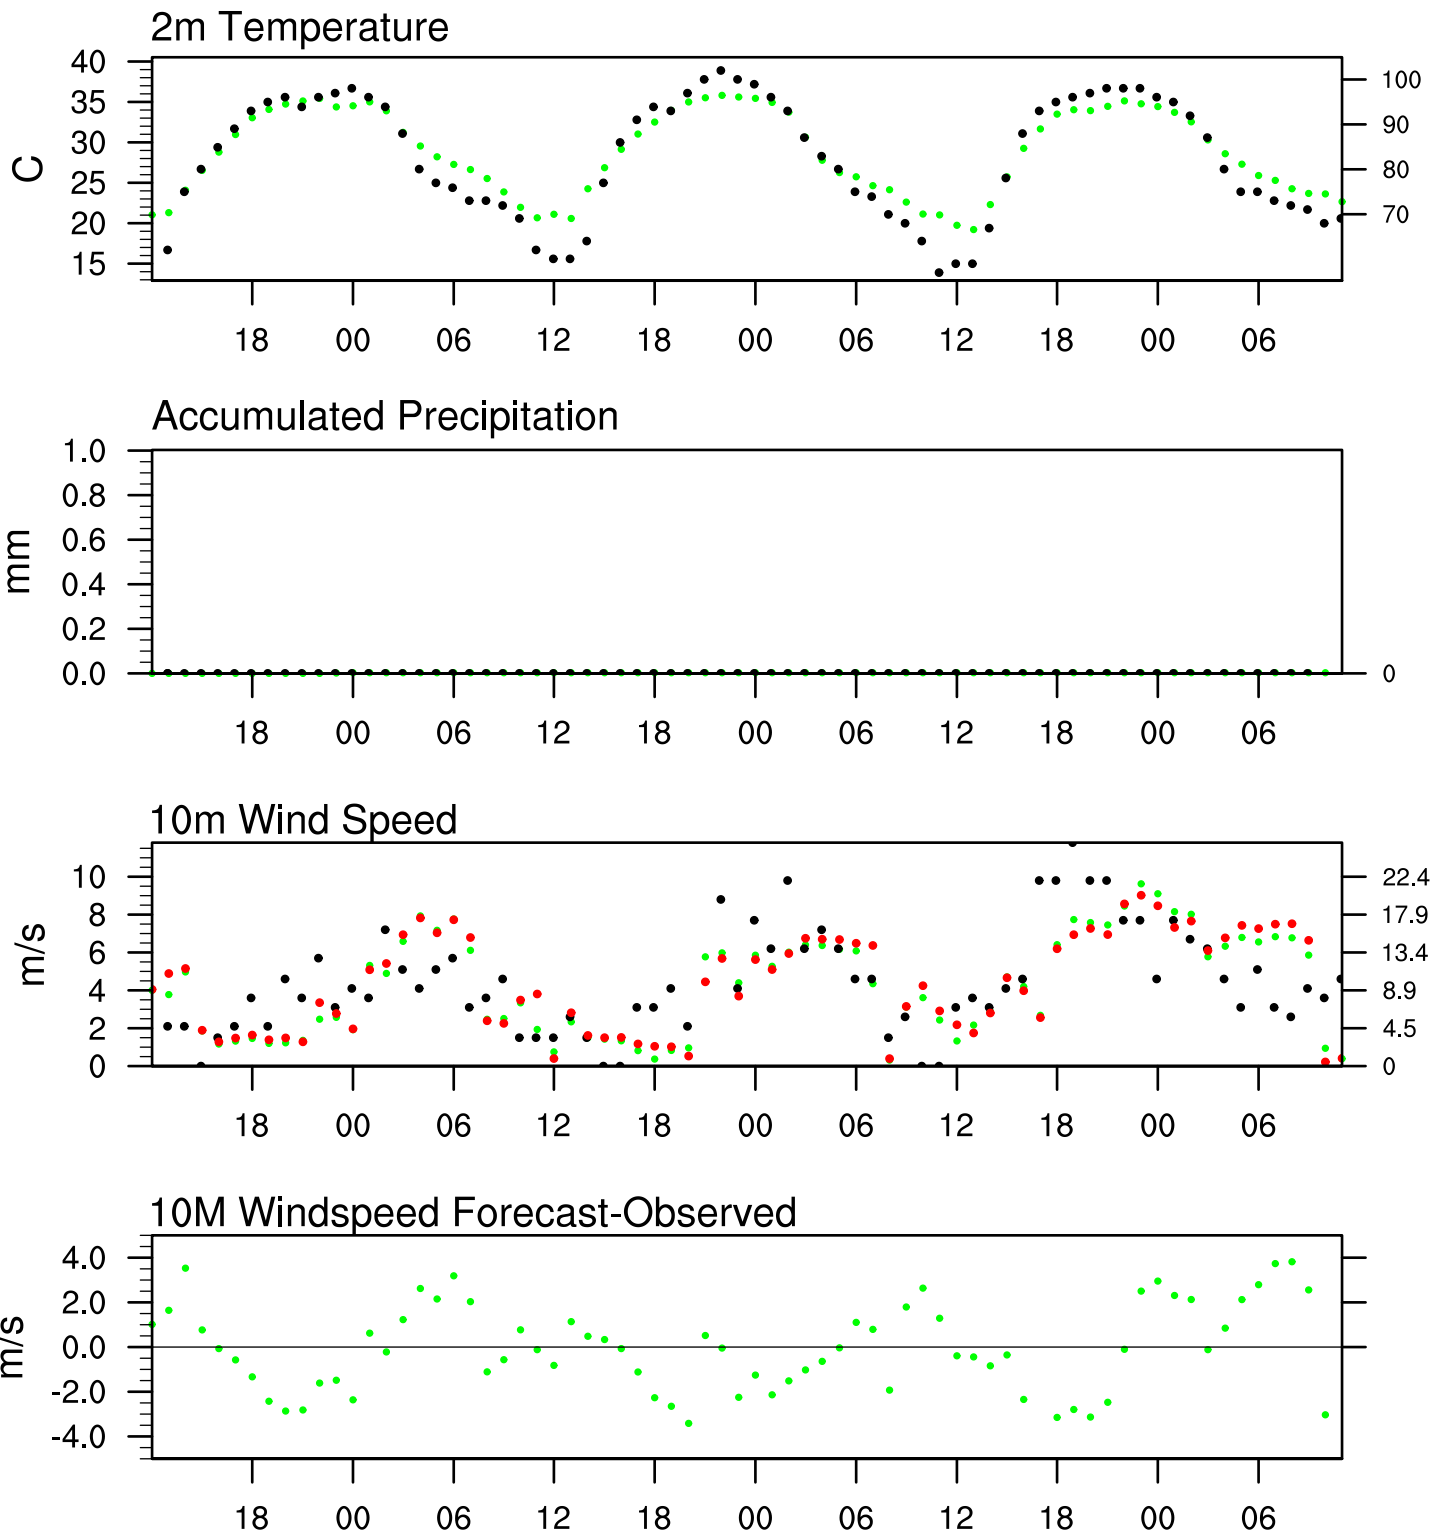 2m Temperature
40
35
30
25
20
15
C
100
90
80
70
18 00 06 12 18 00 06 12 18 00 06
Accumulated Precipitation
1.0
0.8
0.6
0.4
0.2
0.0
mm
0
18 00 06 12 18 00 06 12 18 00 06
10m Wind Speed
10
8
6
4
2
0
m/s
22.4
17.9
13.4
8.9
4.5
0
18 00 06 12 18 00 06 12 18 00 06
10M Windspeed Forecast-Observed
4.0
2.0
0.0
-2.0
-4.0
m/s
18 00 06 12 18 00 06 12 18 00 06